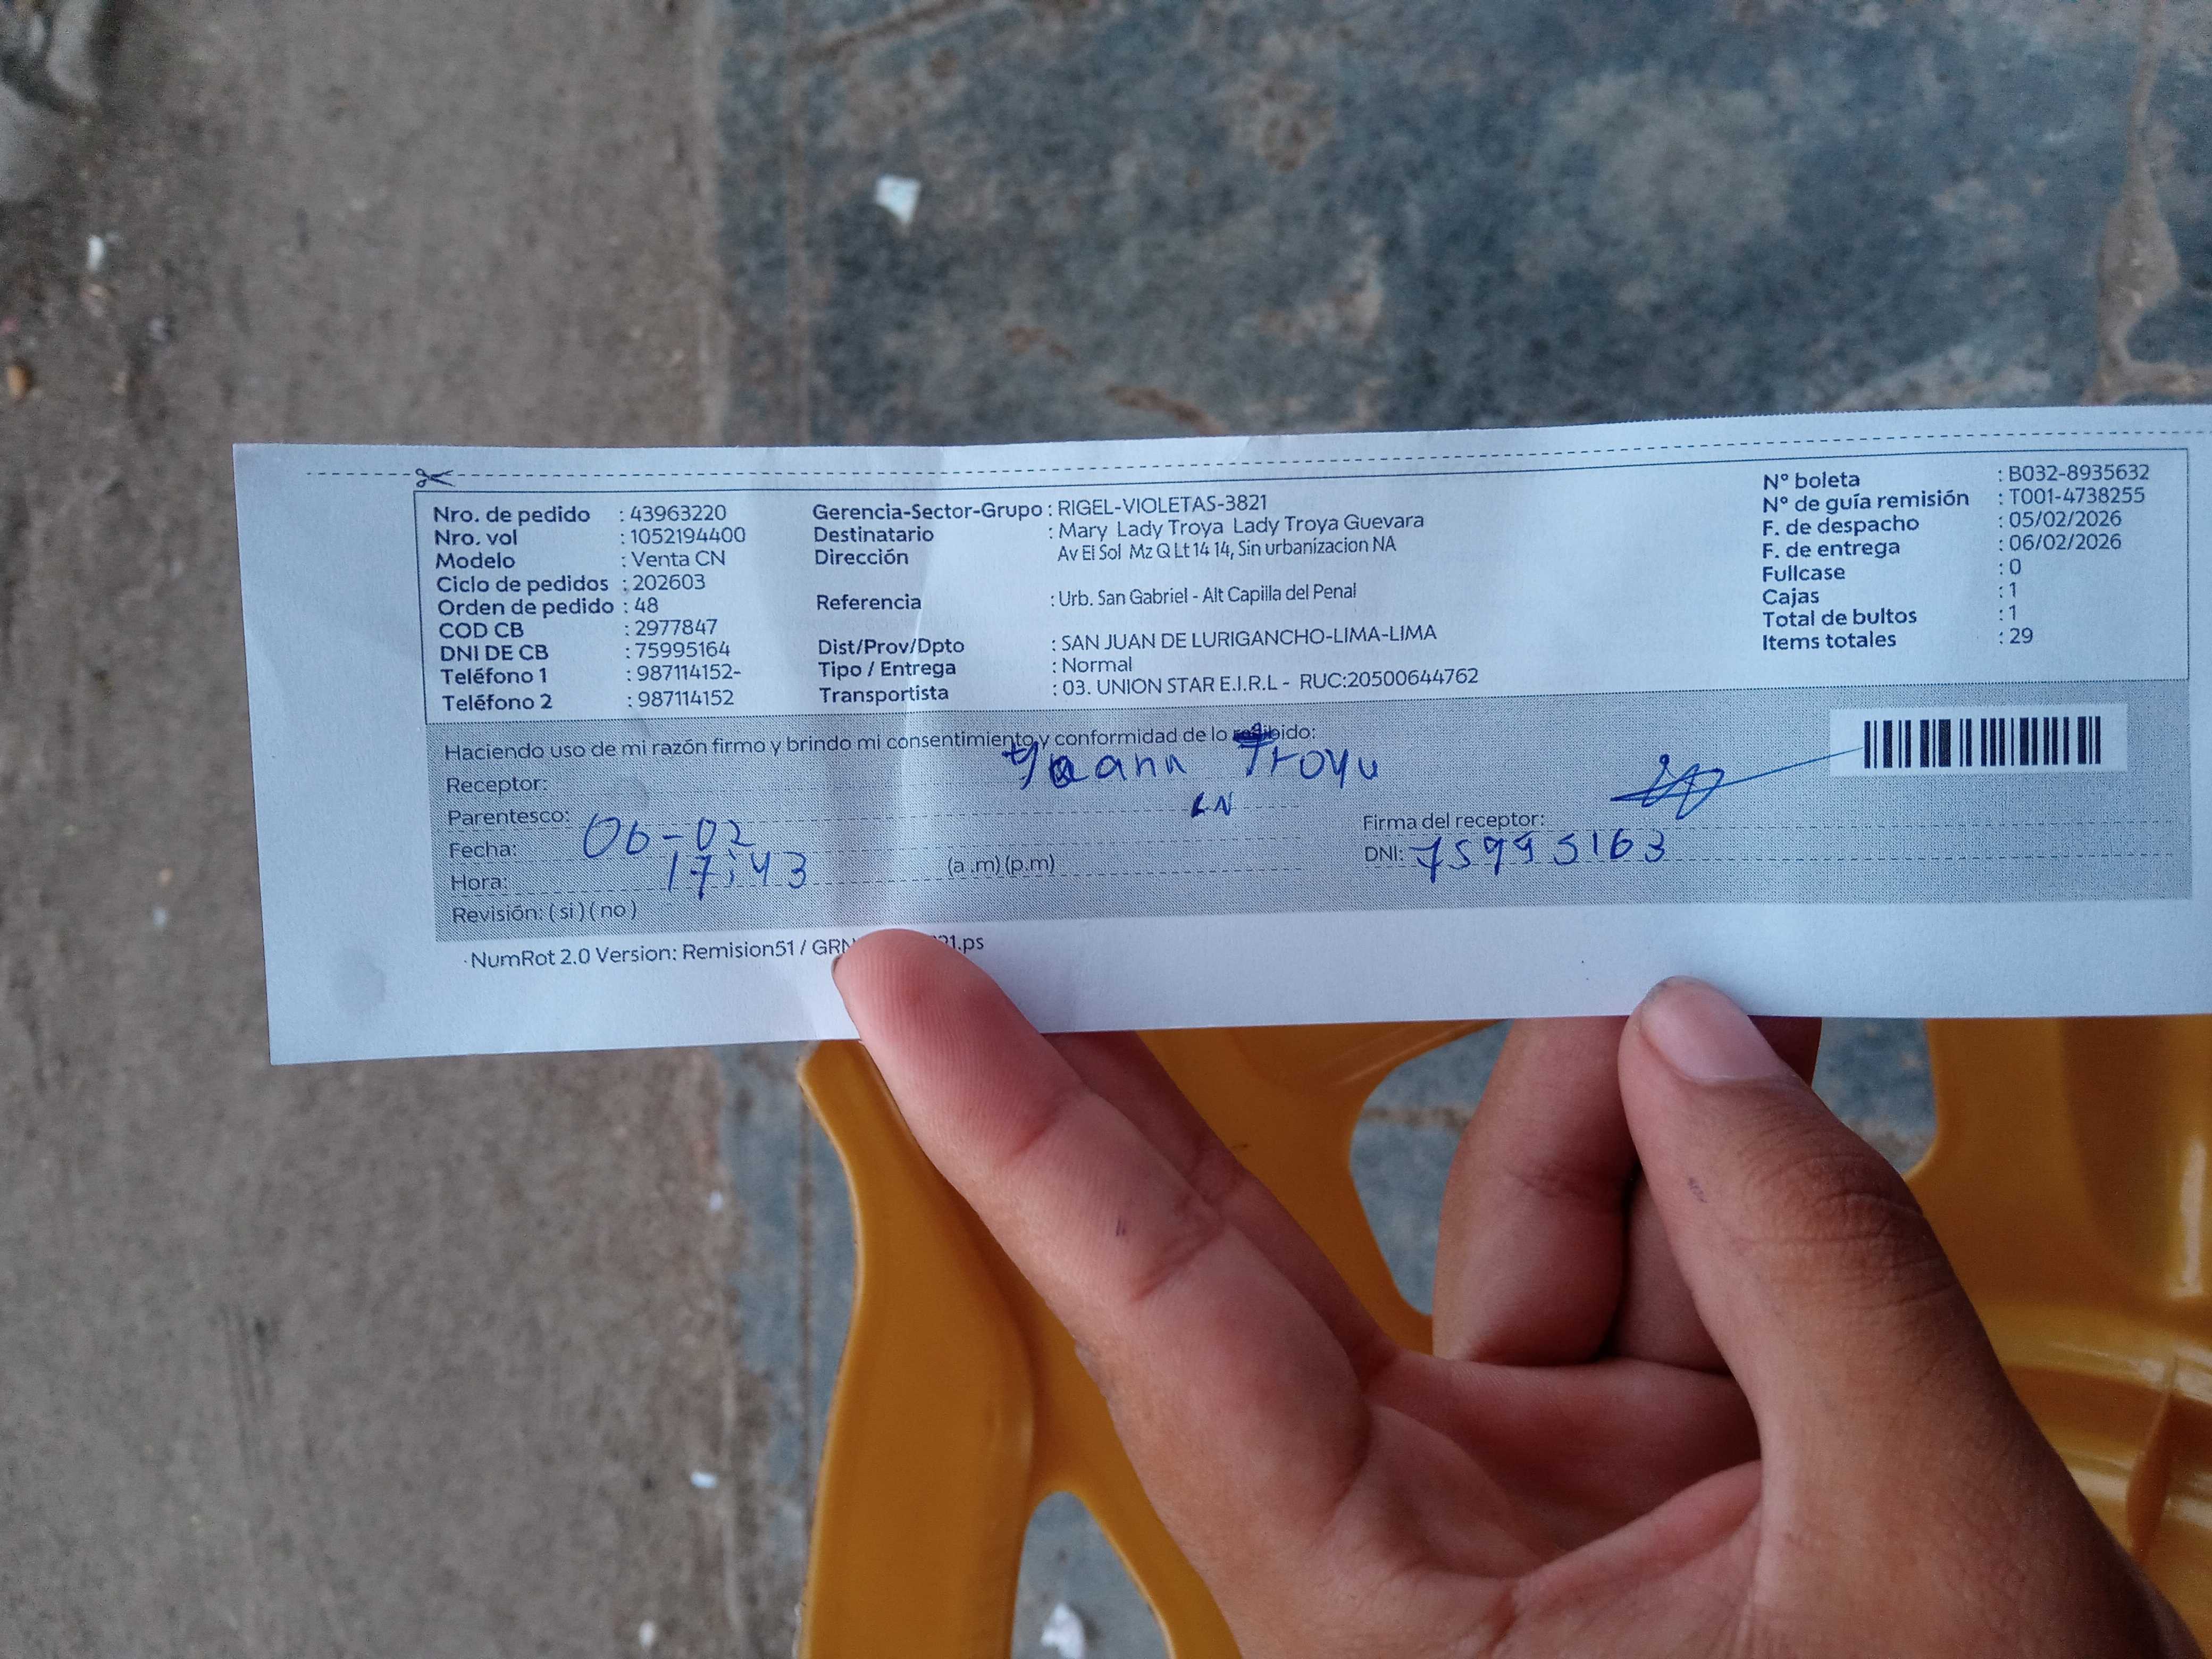 Nro. de pedido : 43963220
Nro. vol : 1052194400
Modelo : Venta CN
Ciclo de pedidos : 202603
Orden de pedido : 48
COD CB : 2977847
DNI DE CB : 75995164
Teléfono 1 : 987114152-
Teléfono 2 : 987114152
Gerencia-Sector-Grupo : RIGEL-VIOLETAS-3821
Destinatario : Mary Lady Troya Lady Troya Guevara
Dirección Av El Sol Mz Q Lt 14 14, Sin urbanizacion NA
Referencia : Urb. San Gabriel - Alt Capilla del Penal
Dist/Prov/Dpto : SAN JUAN DE LURIGANCHO-LIMA-LIMA
Tipo / Entrega : Normal
Transportista : 03. UNION STAR E.I.R.L - RUC:20500644762
N° boleta : B032-8935632
N° de guía remisión : T001-4738255
F. de despacho : 05/02/2026
F. de entrega : 06/02/2026
Fullcase : 0
Cajas : 1
Total de bultos : 1
Items totales : 29
Haciendo uso de mi razón firmo y brindo mi consentimiento y conformidad de lo recibido:
Receptor:
Parentesco:
Fecha: 06-02
Hora: 17:43 (a .m) (p.m)
Revisión: ( si ) ( no )
Firma del receptor:
DNI: 75995163
NumRot 2.0 Version: Remision51 /